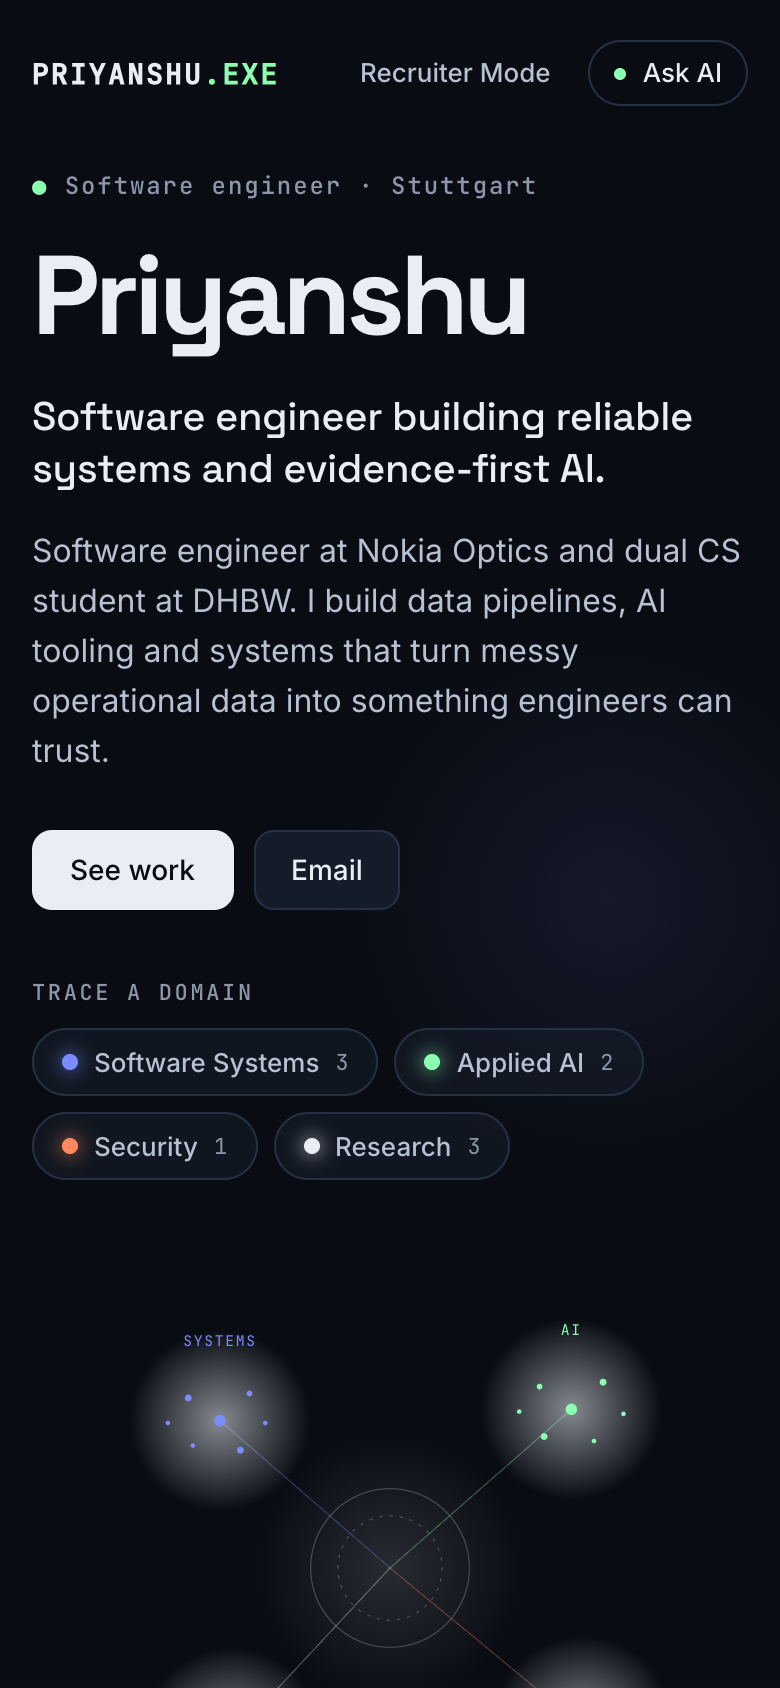 PRIYANSHU.EXE Recruiter Mode Ask AI
Software engineer · Stuttgart
Priyanshu
Software engineer building reliable
systems and evidence-first AI.
Software engineer at Nokia Optics and dual CS
student at DHBW. I build data pipelines, AI
tooling and systems that turn messy
operational data into something engineers can
trust.
See work Email
TRACE A DOMAIN
Software Systems 3 Applied AI 2
Security 1 Research 3
SYSTEMS AI